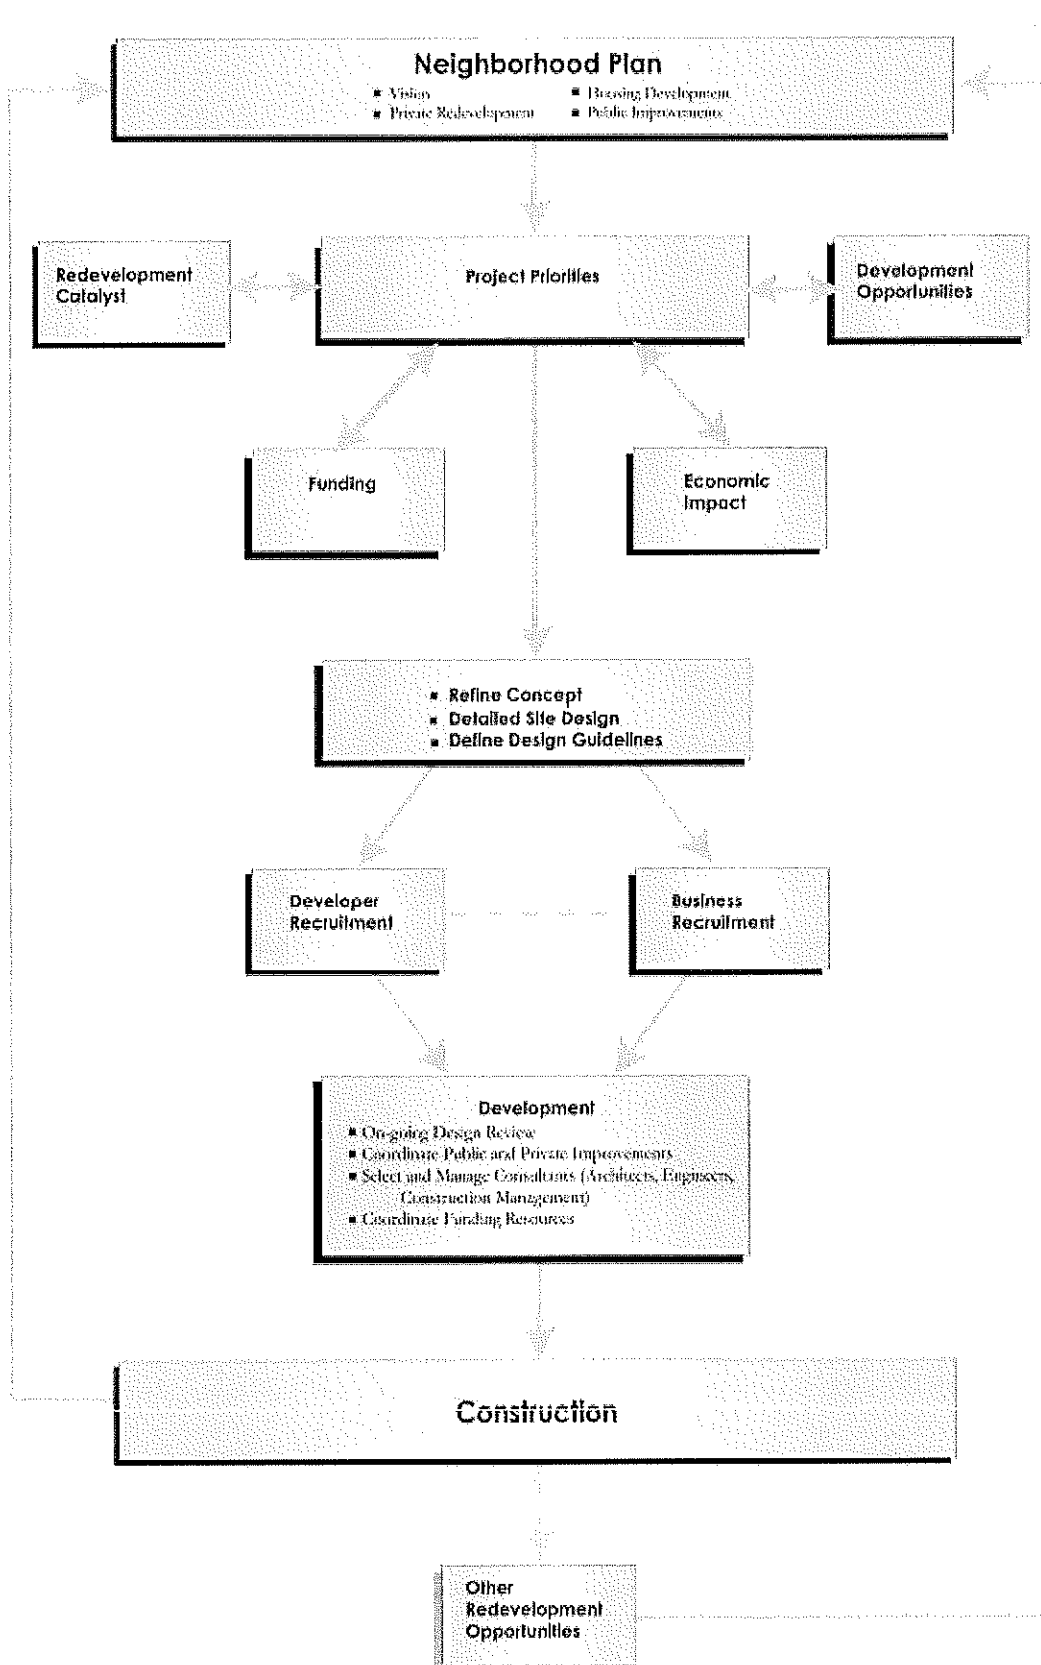 Neighborhood Plan
▪ Vision
▪ Housing Development
▪ Private Redevelopment
▪ Public Improvements
Redevelopment
Catalyst
Project Priorities
Development
Opportunities
Funding
Economic
Impact
▪ Refine Concept
▪ Detailed Site Design
▪ Define Design Guidelines
Developer
Recruitment
Business
Recruitment
Development
▪ On-going Design Review
▪ Coordinate Public and Private Improvements
▪ Select and Manage Consultants (Architects, Engineers,
Construction Management)
▪ Coordinate Funding Resources
Construction
Other
Redevelopment
Opportunities